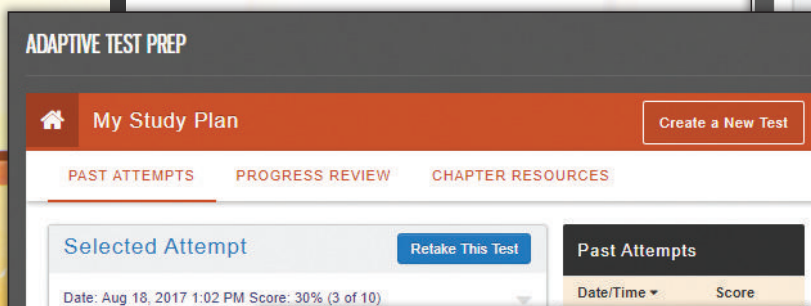 ADAPTIVE TEST PREP
My Study Plan
Create a New Test
PAST ATTEMPTS PROGRESS REVIEW CHAPTER RESOURCES
Selected Attempt
Retake This Test
Past Attempts
Date: Aug 18, 2017 1:02 PM Score: 30% (3 of 10)
Date/Time Score